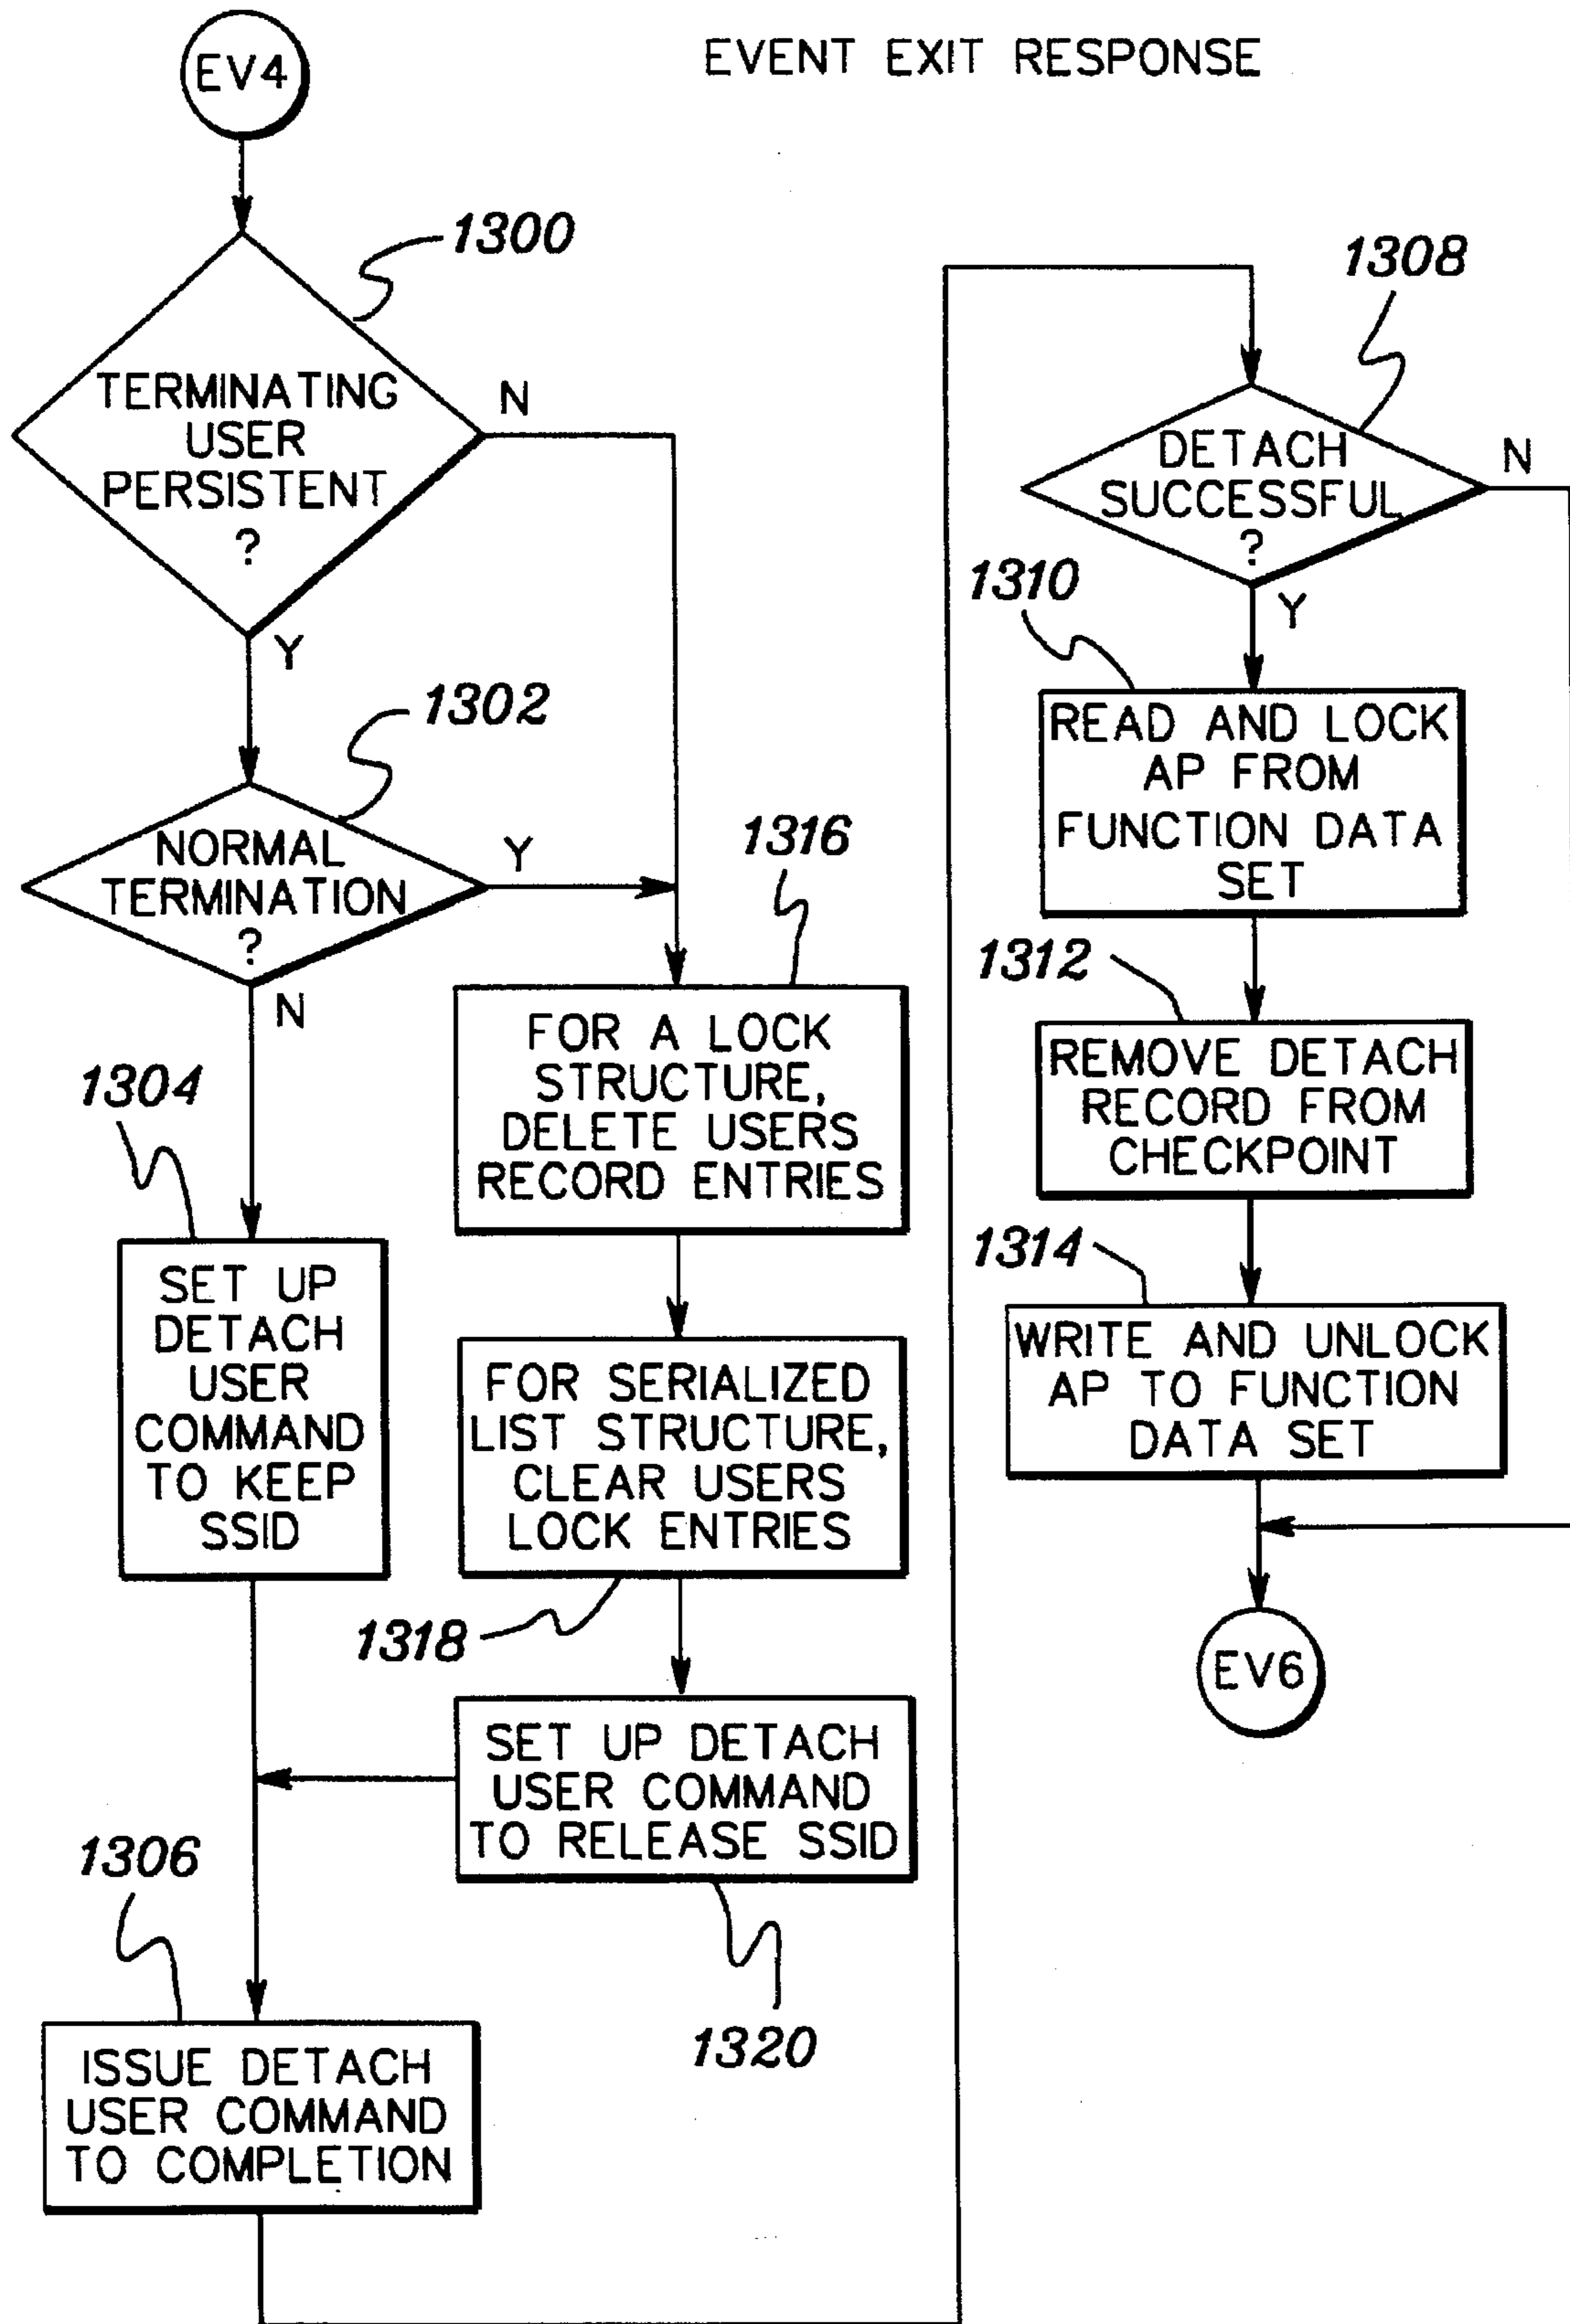 EVENT EXIT RESPONSE
EV4
1300
TERMINATING
USER
PERSISTENT
?
N
Y
1302
NORMAL
TERMINATION
?
Y
N
1304
SET UP
DETACH
USER
COMMAND
TO KEEP
SSID
1316
FOR A LOCK
STRUCTURE,
DELETE USERS
RECORD ENTRIES
FOR SERIALIZED
LIST STRUCTURE,
CLEAR USERS
LOCK ENTRIES
1318
SET UP DETACH
USER COMMAND
TO RELEASE SSID
1320
1306
ISSUE DETACH
USER COMMAND
TO COMPLETION
1308
DETACH
SUCCESSFUL
?
N
Y
1310
READ AND LOCK
AP FROM
FUNCTION DATA
SET
1312
REMOVE DETACH
RECORD FROM
CHECKPOINT
1314
WRITE AND UNLOCK
AP TO FUNCTION
DATA SET
EV6